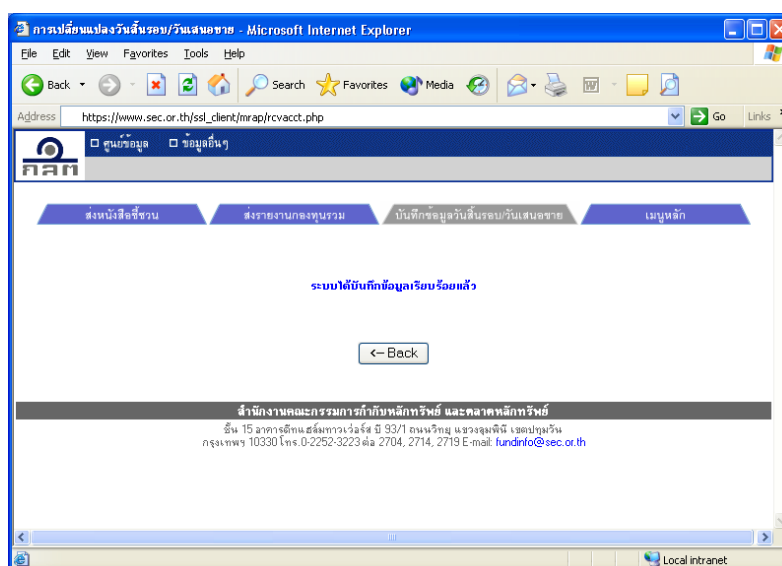 การเปลี่ยนแปลงวันสิ้นรอบ/วันเสนอขาย - Microsoft Internet Explorer
File Edit View Favorites Tools Help
Back Search Favorites Media
Address https://www.sec.or.th/ssl_client/mrap/rcvacct.php Go Links
ศูนย์ข้อมูล ข้อมูลอื่นๆ
กลต
ส่งหนังสือชี้ชวน ส่งรายงานกองทุนรวม บันทึกข้อมูลวันสิ้นรอบ/วันเสนอขาย เมนูหลัก
ระบบได้บันทึกข้อมูลเรียบร้อยแล้ว
<-- Back
สำนักงานคณะกรรมการกำกับหลักทรัพย์ และตลาดหลักทรัพย์
ชั้น 15 อาคารดีทแฮล์มทาวเว่อร์ส บี 93/1 ถนนวิทยุ แขวงลุมพินี เขตปทุมวัน
กรุงเทพฯ 10330 โทร.0-2252-3223 ต่อ 2704, 2714, 2719 E-mail: fundinfo@sec.or.th
Local intranet